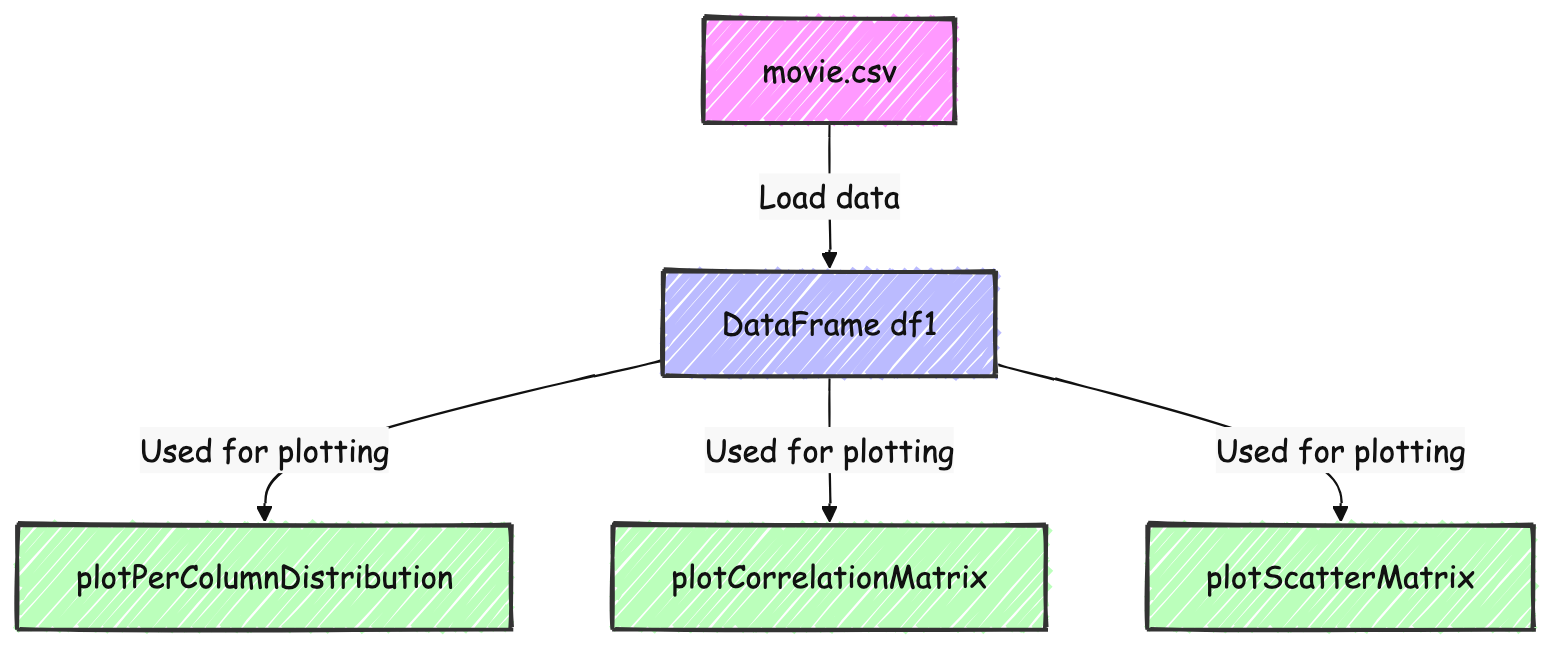 movie.csv
Load data
DataFrame df1
Used for plotting
Used for plotting
Used for plotting
plotPerColumnDistribution
plotCorrelationMatrix
plotScatterMatrix